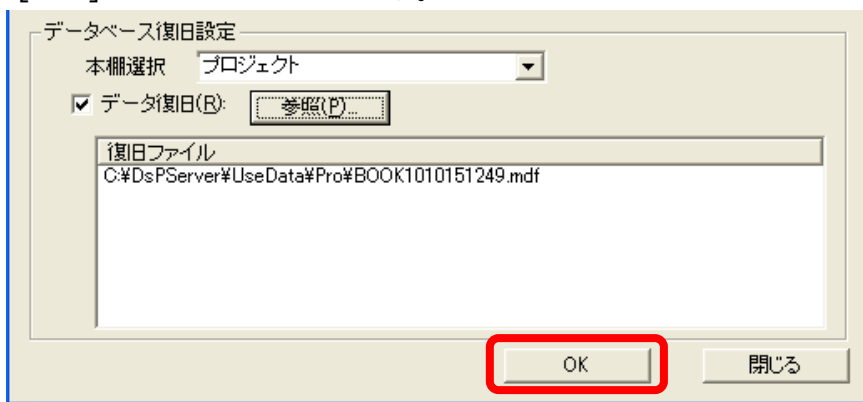 データベース復旧設定
本棚選択 プロジェクト
データ復旧(R): 参照(P)...
復旧ファイル
C:¥DsPServer¥UseData¥Pro¥BOOK1010151249.mdf
OK 閉じる